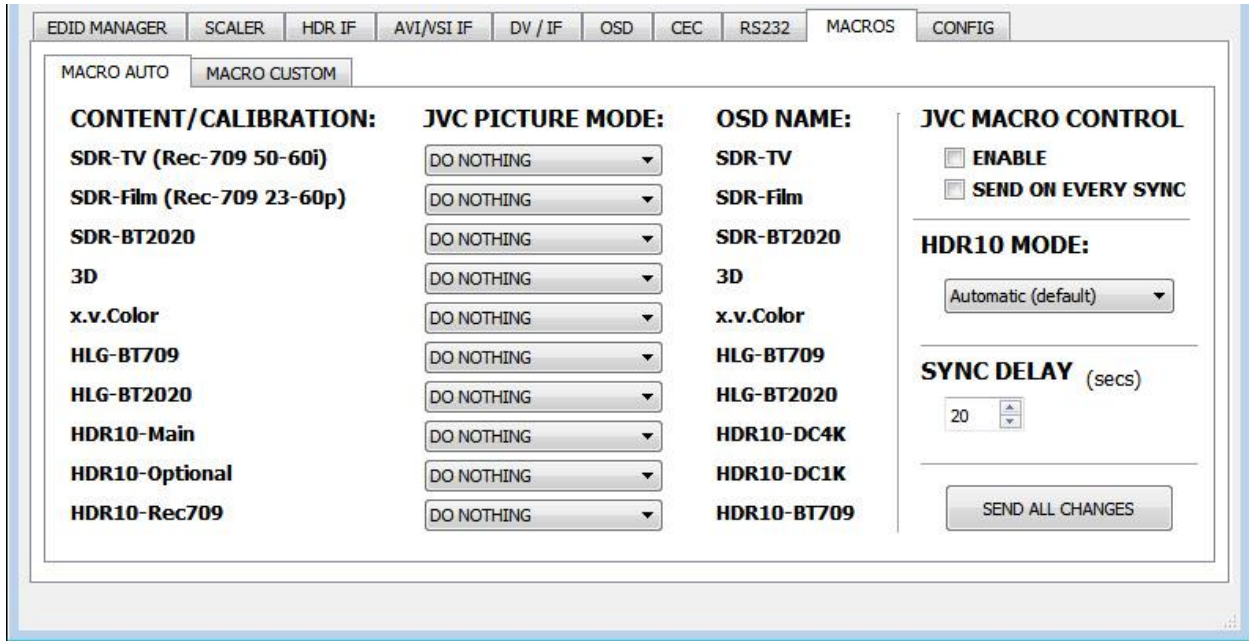 EDID MANAGER SCALER HDR IF AVI/VSI IF DV / IF OSD CEC RS232 MACROS CONFIG
MACRO AUTO MACRO CUSTOM
CONTENT/CALIBRATION: JVC PICTURE MODE: OSD NAME: JVC MACRO CONTROL
SDR-TV (Rec-709 50-60i) DO NOTHING SDR-TV ENABLE
SDR-Film (Rec-709 23-60p) DO NOTHING SDR-Film SEND ON EVERY SYNC
SDR-BT2020 DO NOTHING SDR-BT2020 HDR10 MODE:
3D DO NOTHING 3D Automatic (default)
x.v.Color DO NOTHING x.v.Color
HLG-BT709 DO NOTHING HLG-BT709 SYNC DELAY (secs)
HLG-BT2020 DO NOTHING HLG-BT2020 20
HDR10-Main DO NOTHING HDR10-DC4K
HDR10-Optional DO NOTHING HDR10-DC1K
HDR10-Rec709 DO NOTHING HDR10-BT709 SEND ALL CHANGES